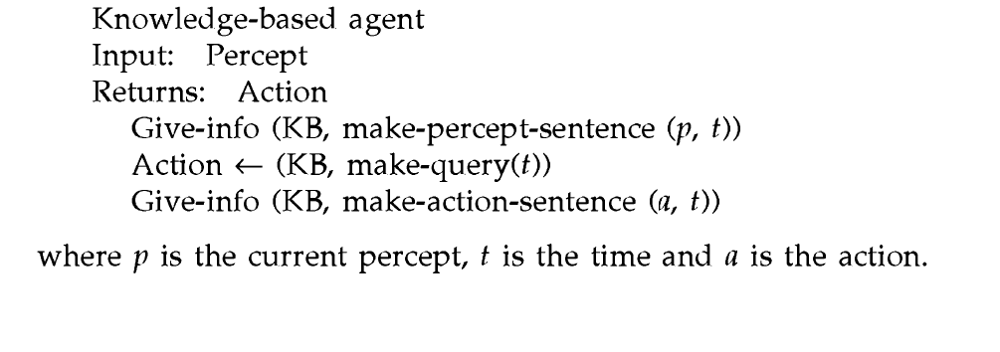 Knowledge-based agent
Input: Percept
Returns: Action
Give-info (KB, make-percept-sentence (p, t))
Action ← (KB, make-query(t))
Give-info (KB, make-action-sentence (a, t))
where p is the current percept, t is the time and a is the action.